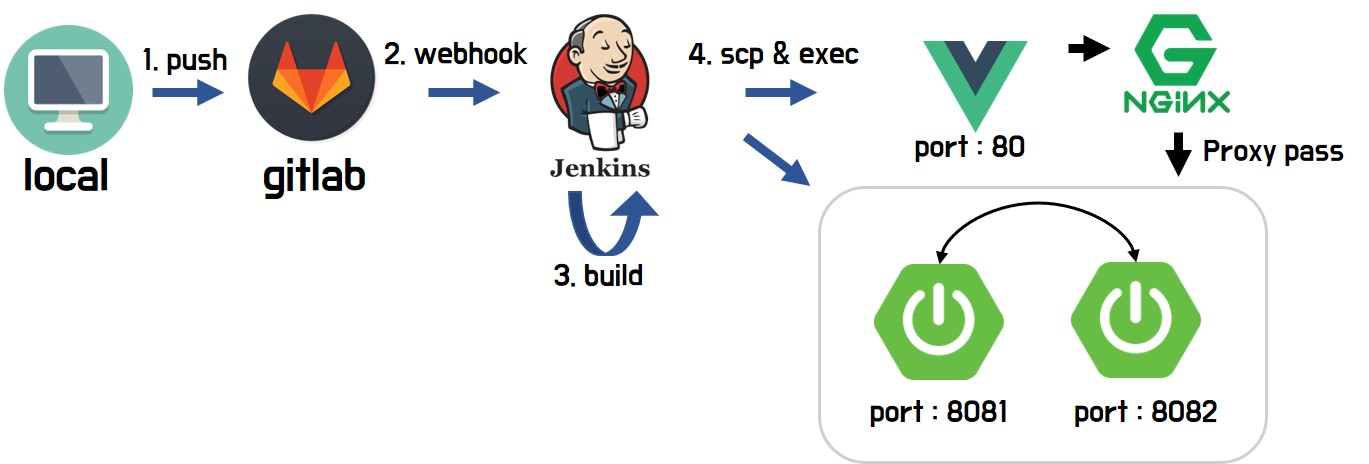 1. push
2. webhook
4. scp & exec
NGiNX
local
gitlab
Jenkins
port : 80
Proxy pass
3. build
port : 8081
port : 8082